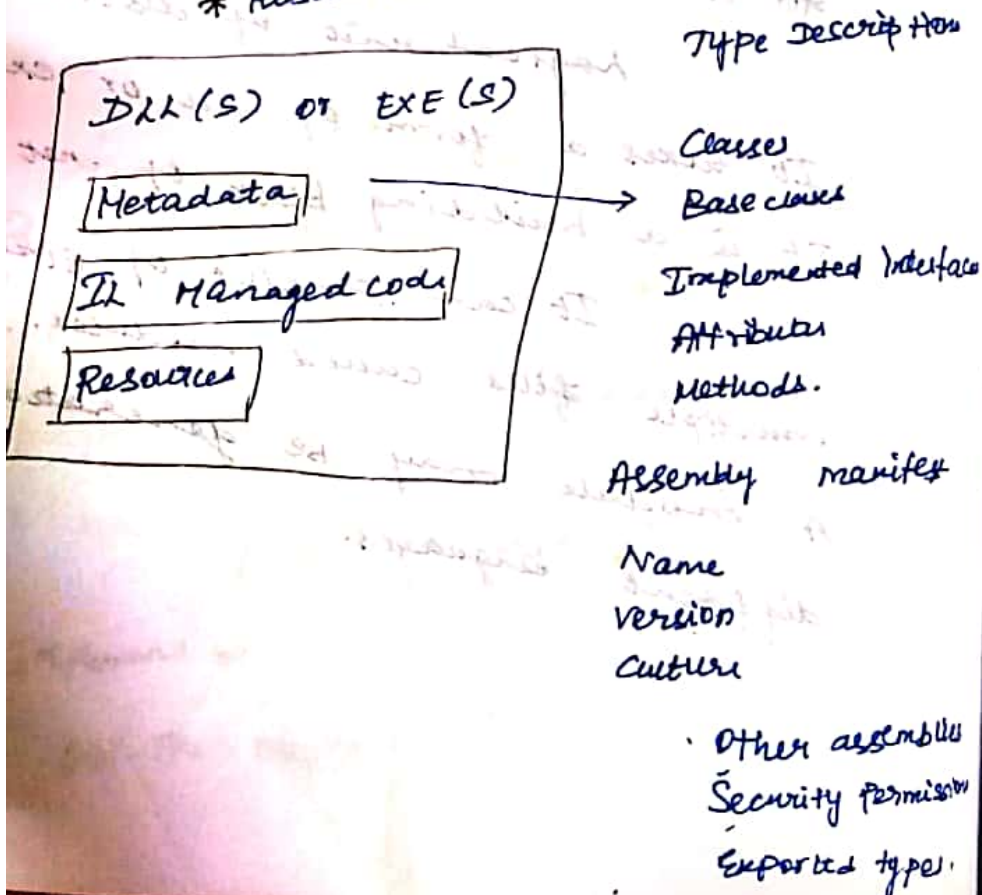 Type Description
DLL(S) or EXE(S)
Metadata
IL Managed code
Resources
Classes
Base classes
Implemented Interface
Attributes
Methods.
Assembly manifest
Name
version
Culture
Other assemblies
Security Permission
Exported types.